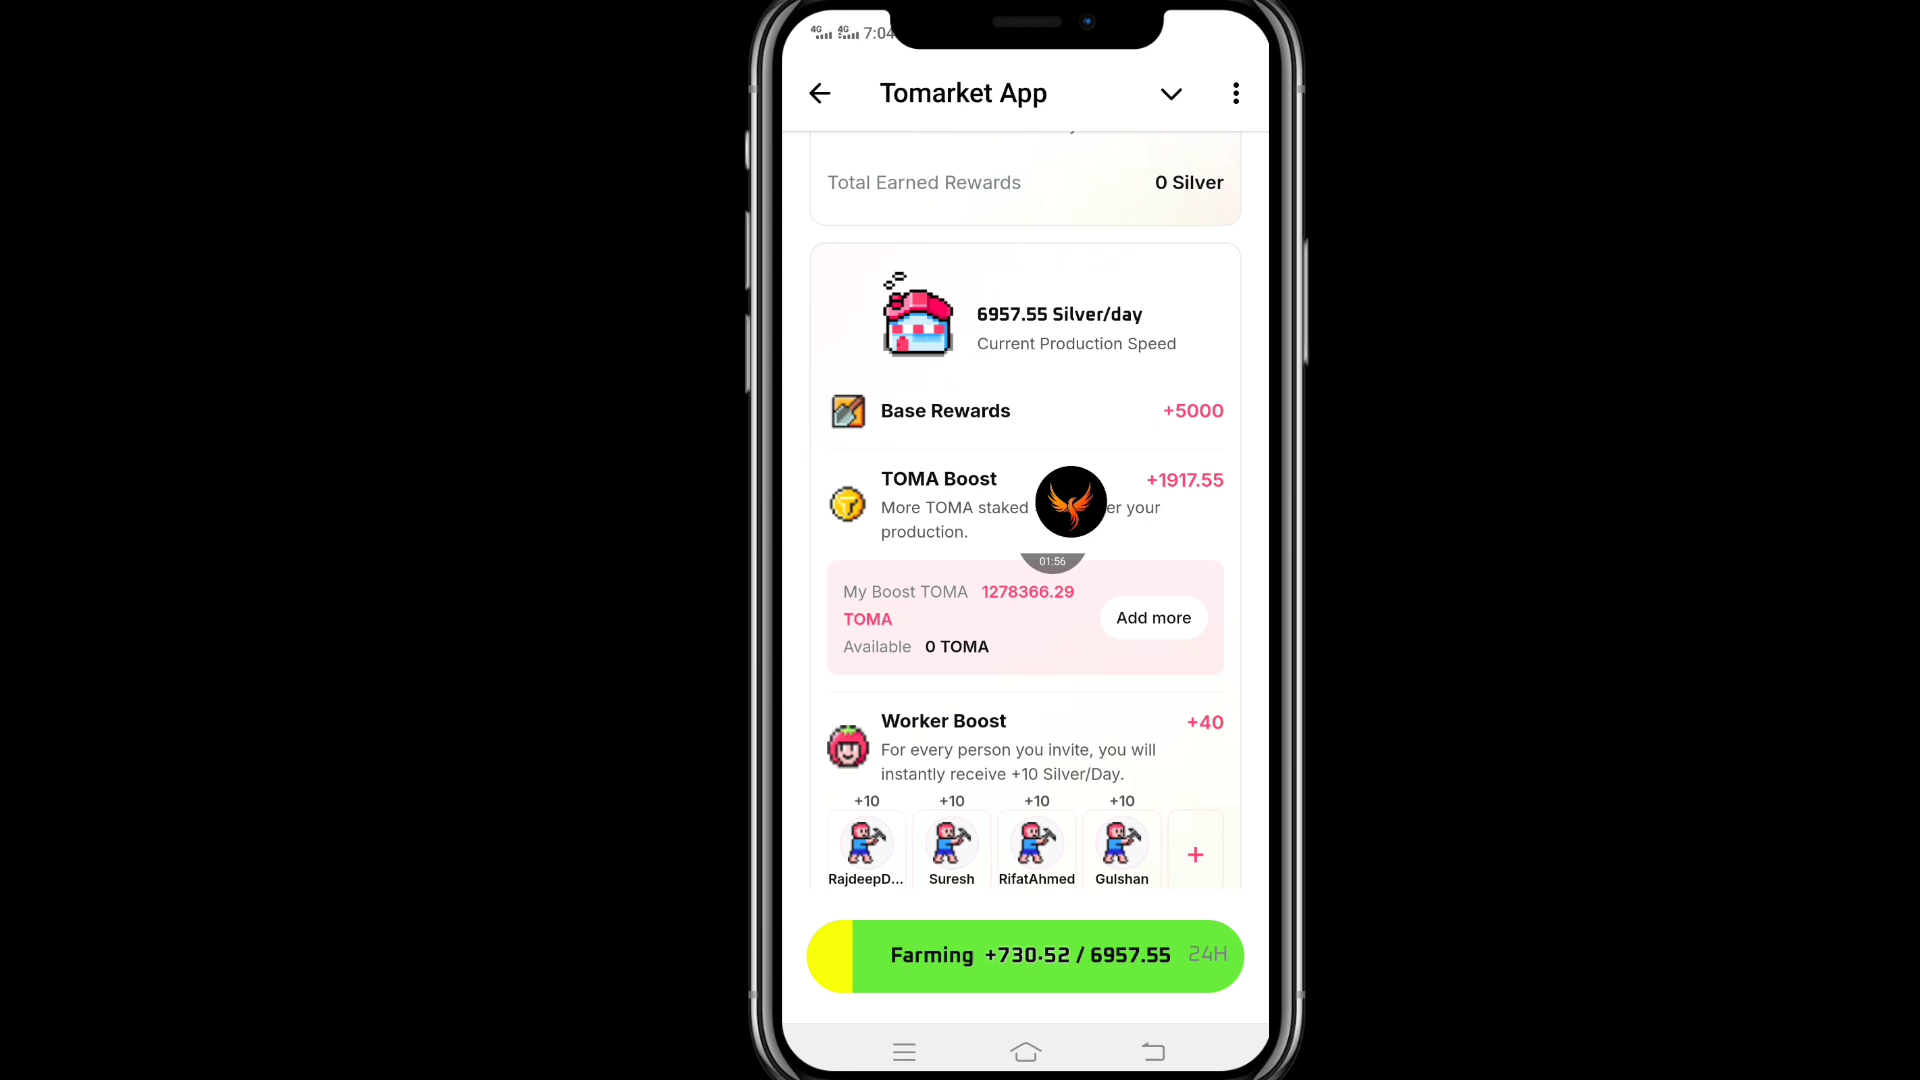 4G 4G 7:04
Tomarket App
Total Earned Rewards 0 Silver
6957.55 Silver/day
Current Production Speed
Base Rewards +5000
TOMA Boost +1917.55
More TOMA staked er your
production.
01:56
My Boost TOMA 1278366.29
TOMA
Add more
Available 0 TOMA
Worker Boost +40
For every person you invite, you will
instantly receive +10 Silver/Day.
+10 +10 +10 +10
+
RajdeepD... Suresh RifatAhmed Gulshan
Farming +730.52 / 6957.55 24H